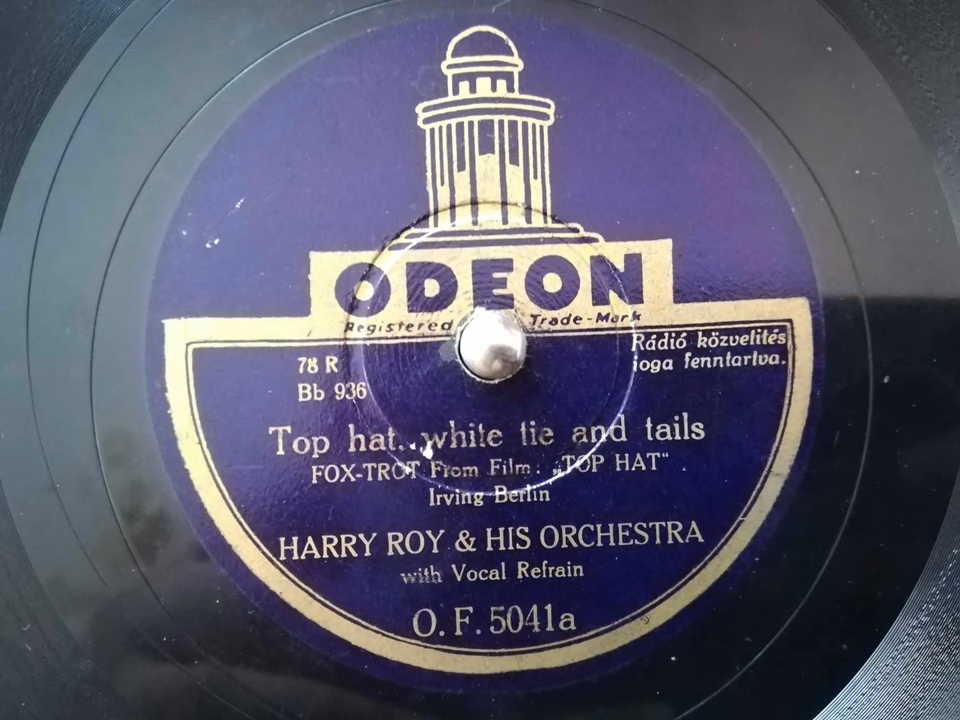 ODEON
Registered Trade-Mark
Rádió közvelités
joga fenntartva.
78 R
Bb 936
Top hat, white tie and tails
FOX-TROT From Film: „TOP HAT“
Irving Berlin
HARRY ROY & HIS ORCHESTRA
with Vocal Refrain
O. F. 5041a